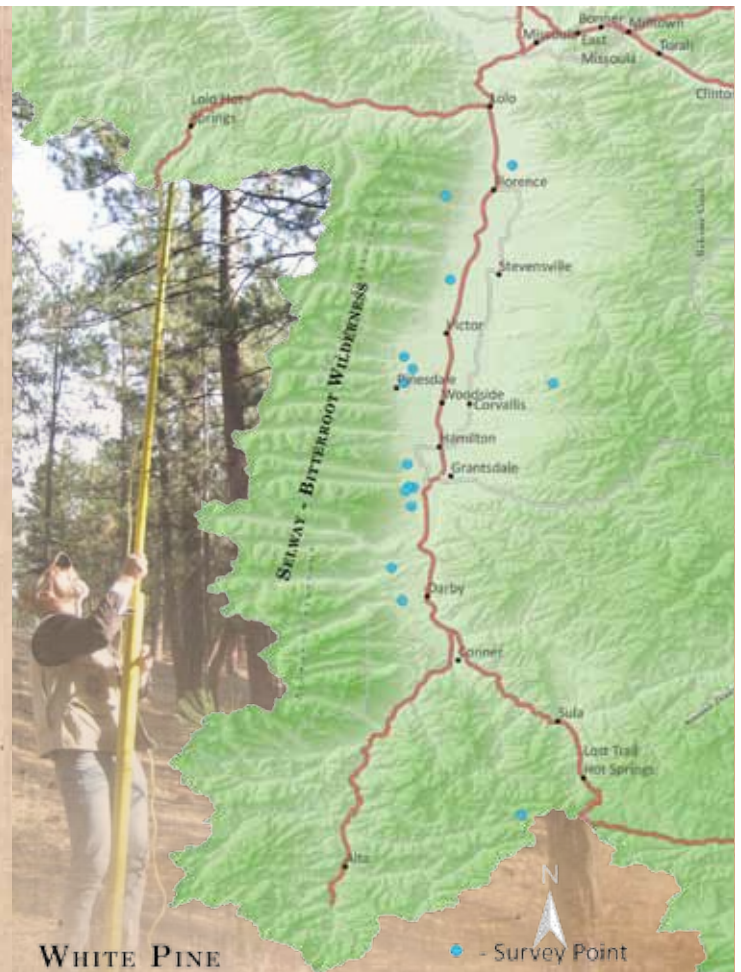 Bonner
Milltown
Missoula
East
Missoula
Turah
Clinto
Lolo Hot
Springs
Lolo
Florence
Stevensville
Victor
Pinesdale
Woodside
Corvallis
Hamilton
Grantsdale
SELWAY - BITTERROOT WILDERNESS
Darby
Conner
Sula
Lost Trail
Hot Springs
Alta
N
WHITE PINE
- Survey Point